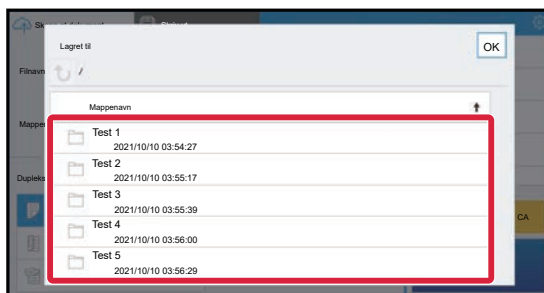 Lagret til
OK
Filnavn
/
Mappenavn
Test 1
2021/10/10 03:54:27
Test 2
2021/10/10 03:55:17
Test 3
2021/10/10 03:55:39
Test 4
2021/10/10 03:56:00
Test 5
2021/10/10 03:56:29
Dupleks
CA